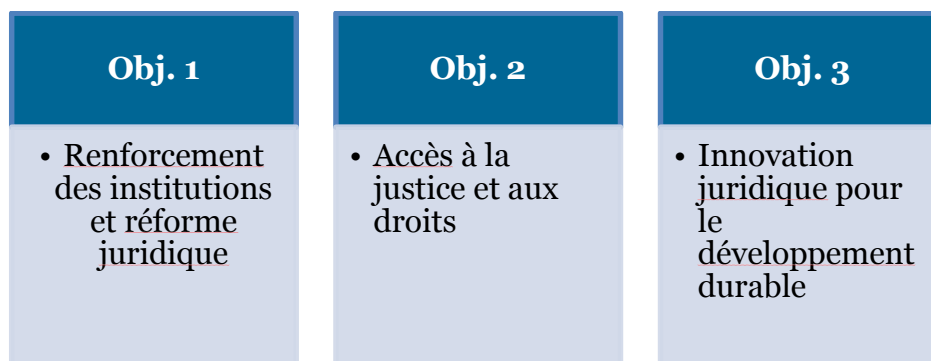 Obj. 1
• Renforcement
des institutions
et réforme
juridique
Obj. 2
• Accès à la
justice et aux
droits
Obj. 3
• Innovation
juridique pour
le
développement
durable